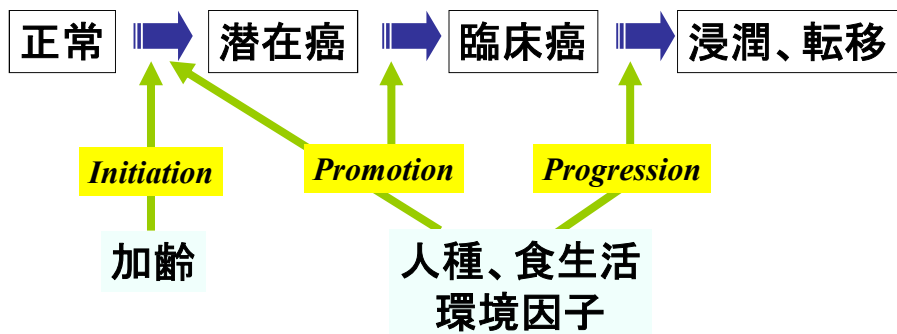 正常
潜在癌
臨床癌
浸潤、転移
Initiation
Promotion
Progression
加齢
人種、食生活
環境因子